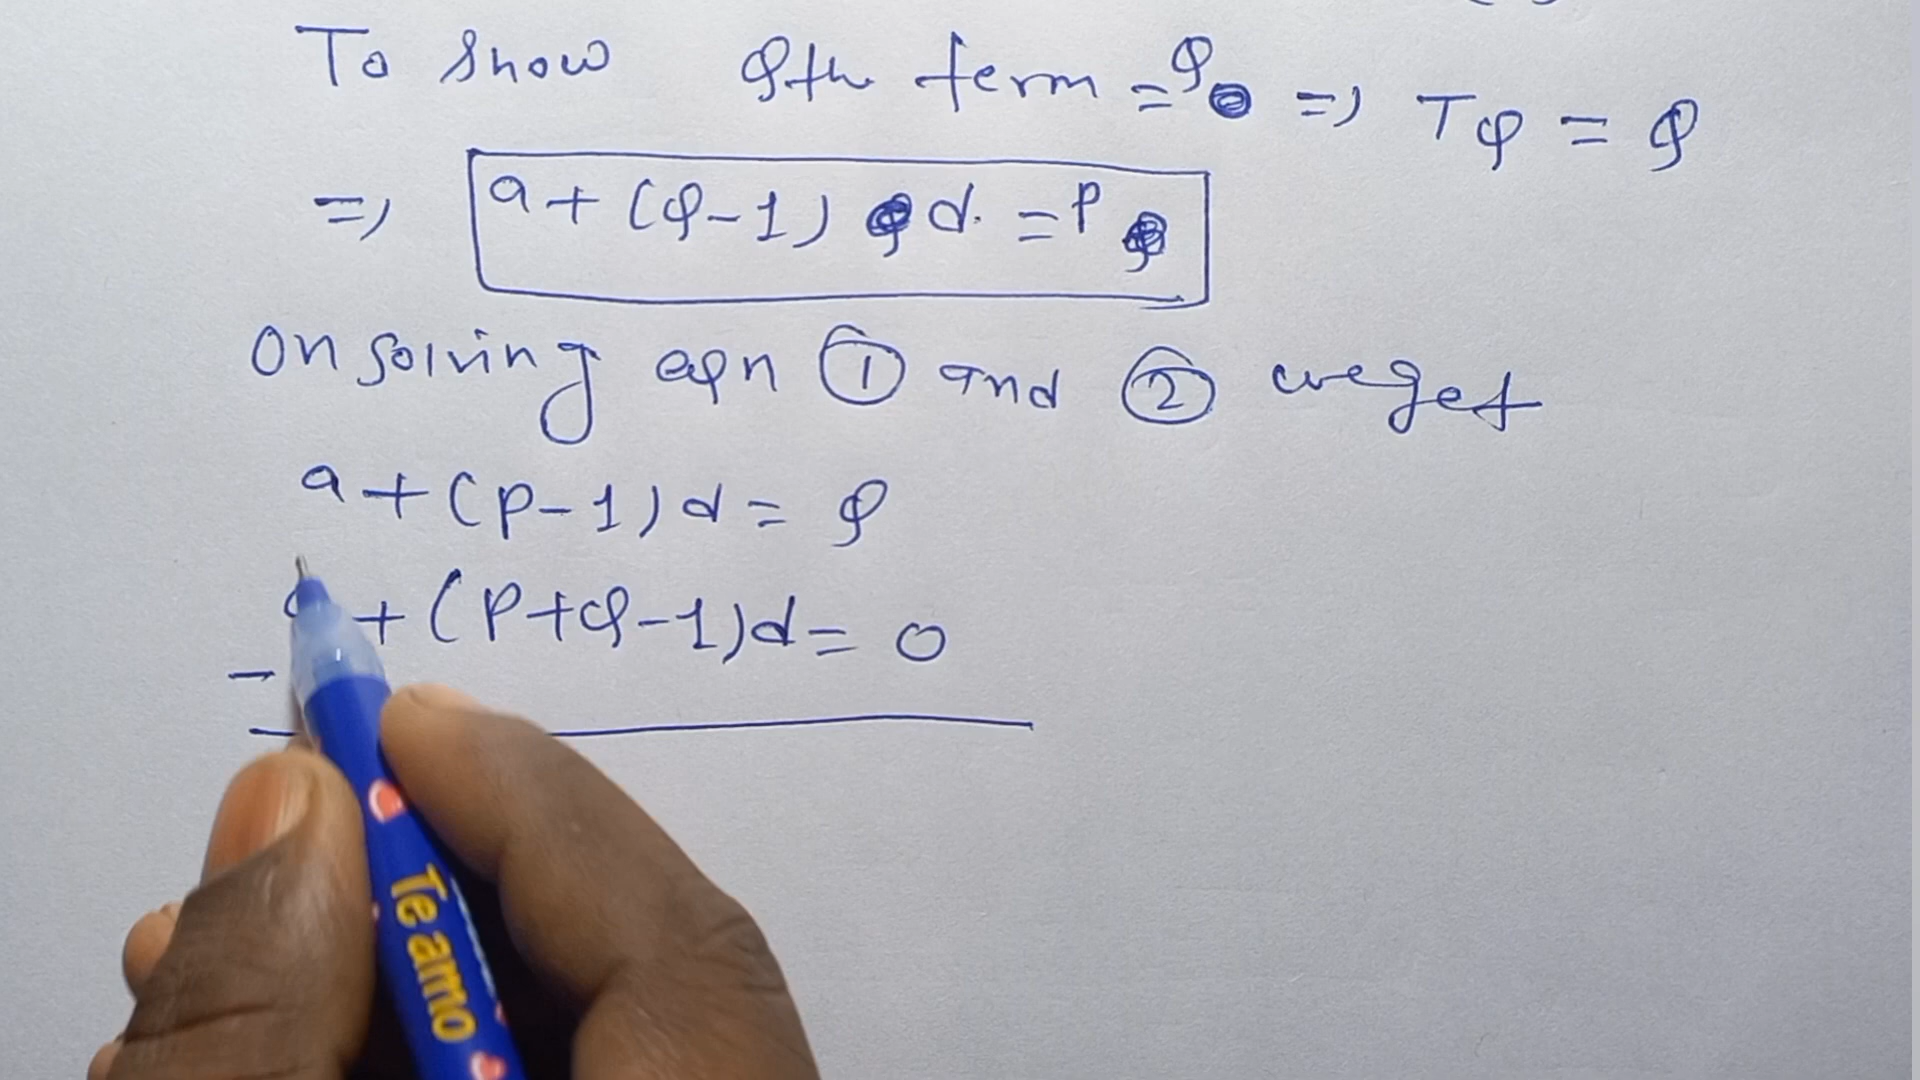 To show qth term = q => Tq = q
=> a + (q-1) d. = P
on solving eqn ① and ② we get
a + (p-1) d = q
a + (P+q-1) d = 0
-
Te amo